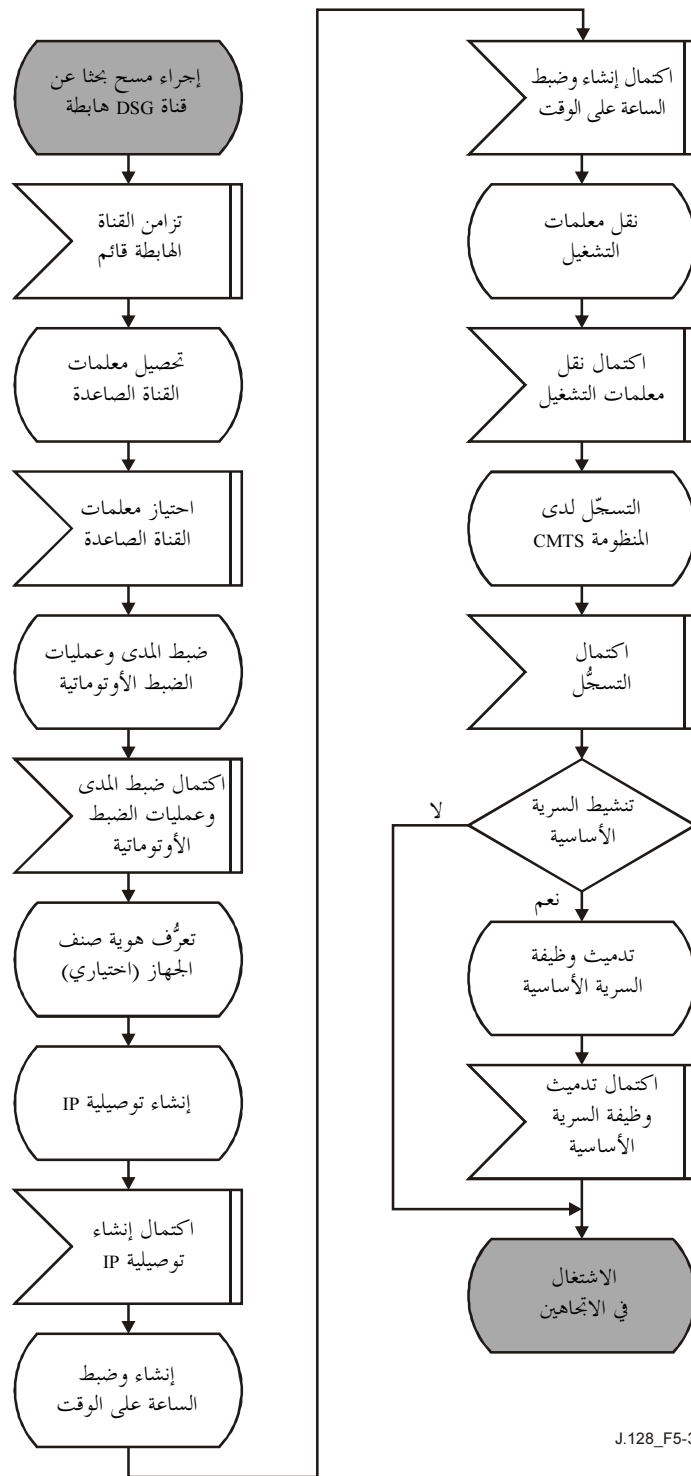 إجراء مسح بحثا عن
قناة DSG هابطة
تزامن القناة
الهابطة قائم
تحصيل معلمات
القناة الصاعدة
احتياز معلمات
القناة الصاعدة
ضبط المدى وعمليات
الضبط الأوتوماتية
اكتمال ضبط المدى
وعمليات الضبط
الأوتوماتية
تعرُّف هوية صنف
الجهاز (اختياري)
إنشاء توصيلية IP
اكتمال إنشاء
توصيلية IP
إنشاء وضبط
الساعة على الوقت
اكتمال إنشاء وضبط
الساعة على الوقت
نقل معلمات
التشغيل
اكتمال نقل
معلمات التشغيل
التسجّل لدى
المنظومة CMTS
اكتمال
التسجُّل
تنشيط السرية
الأساسية
لا
نعم
تدميث وظيفة
السرية الأساسية
اكتمال تدميث
وظيفة السرية
الأساسية
الاشتغال
في الاتجاهين
J.128_F5-3